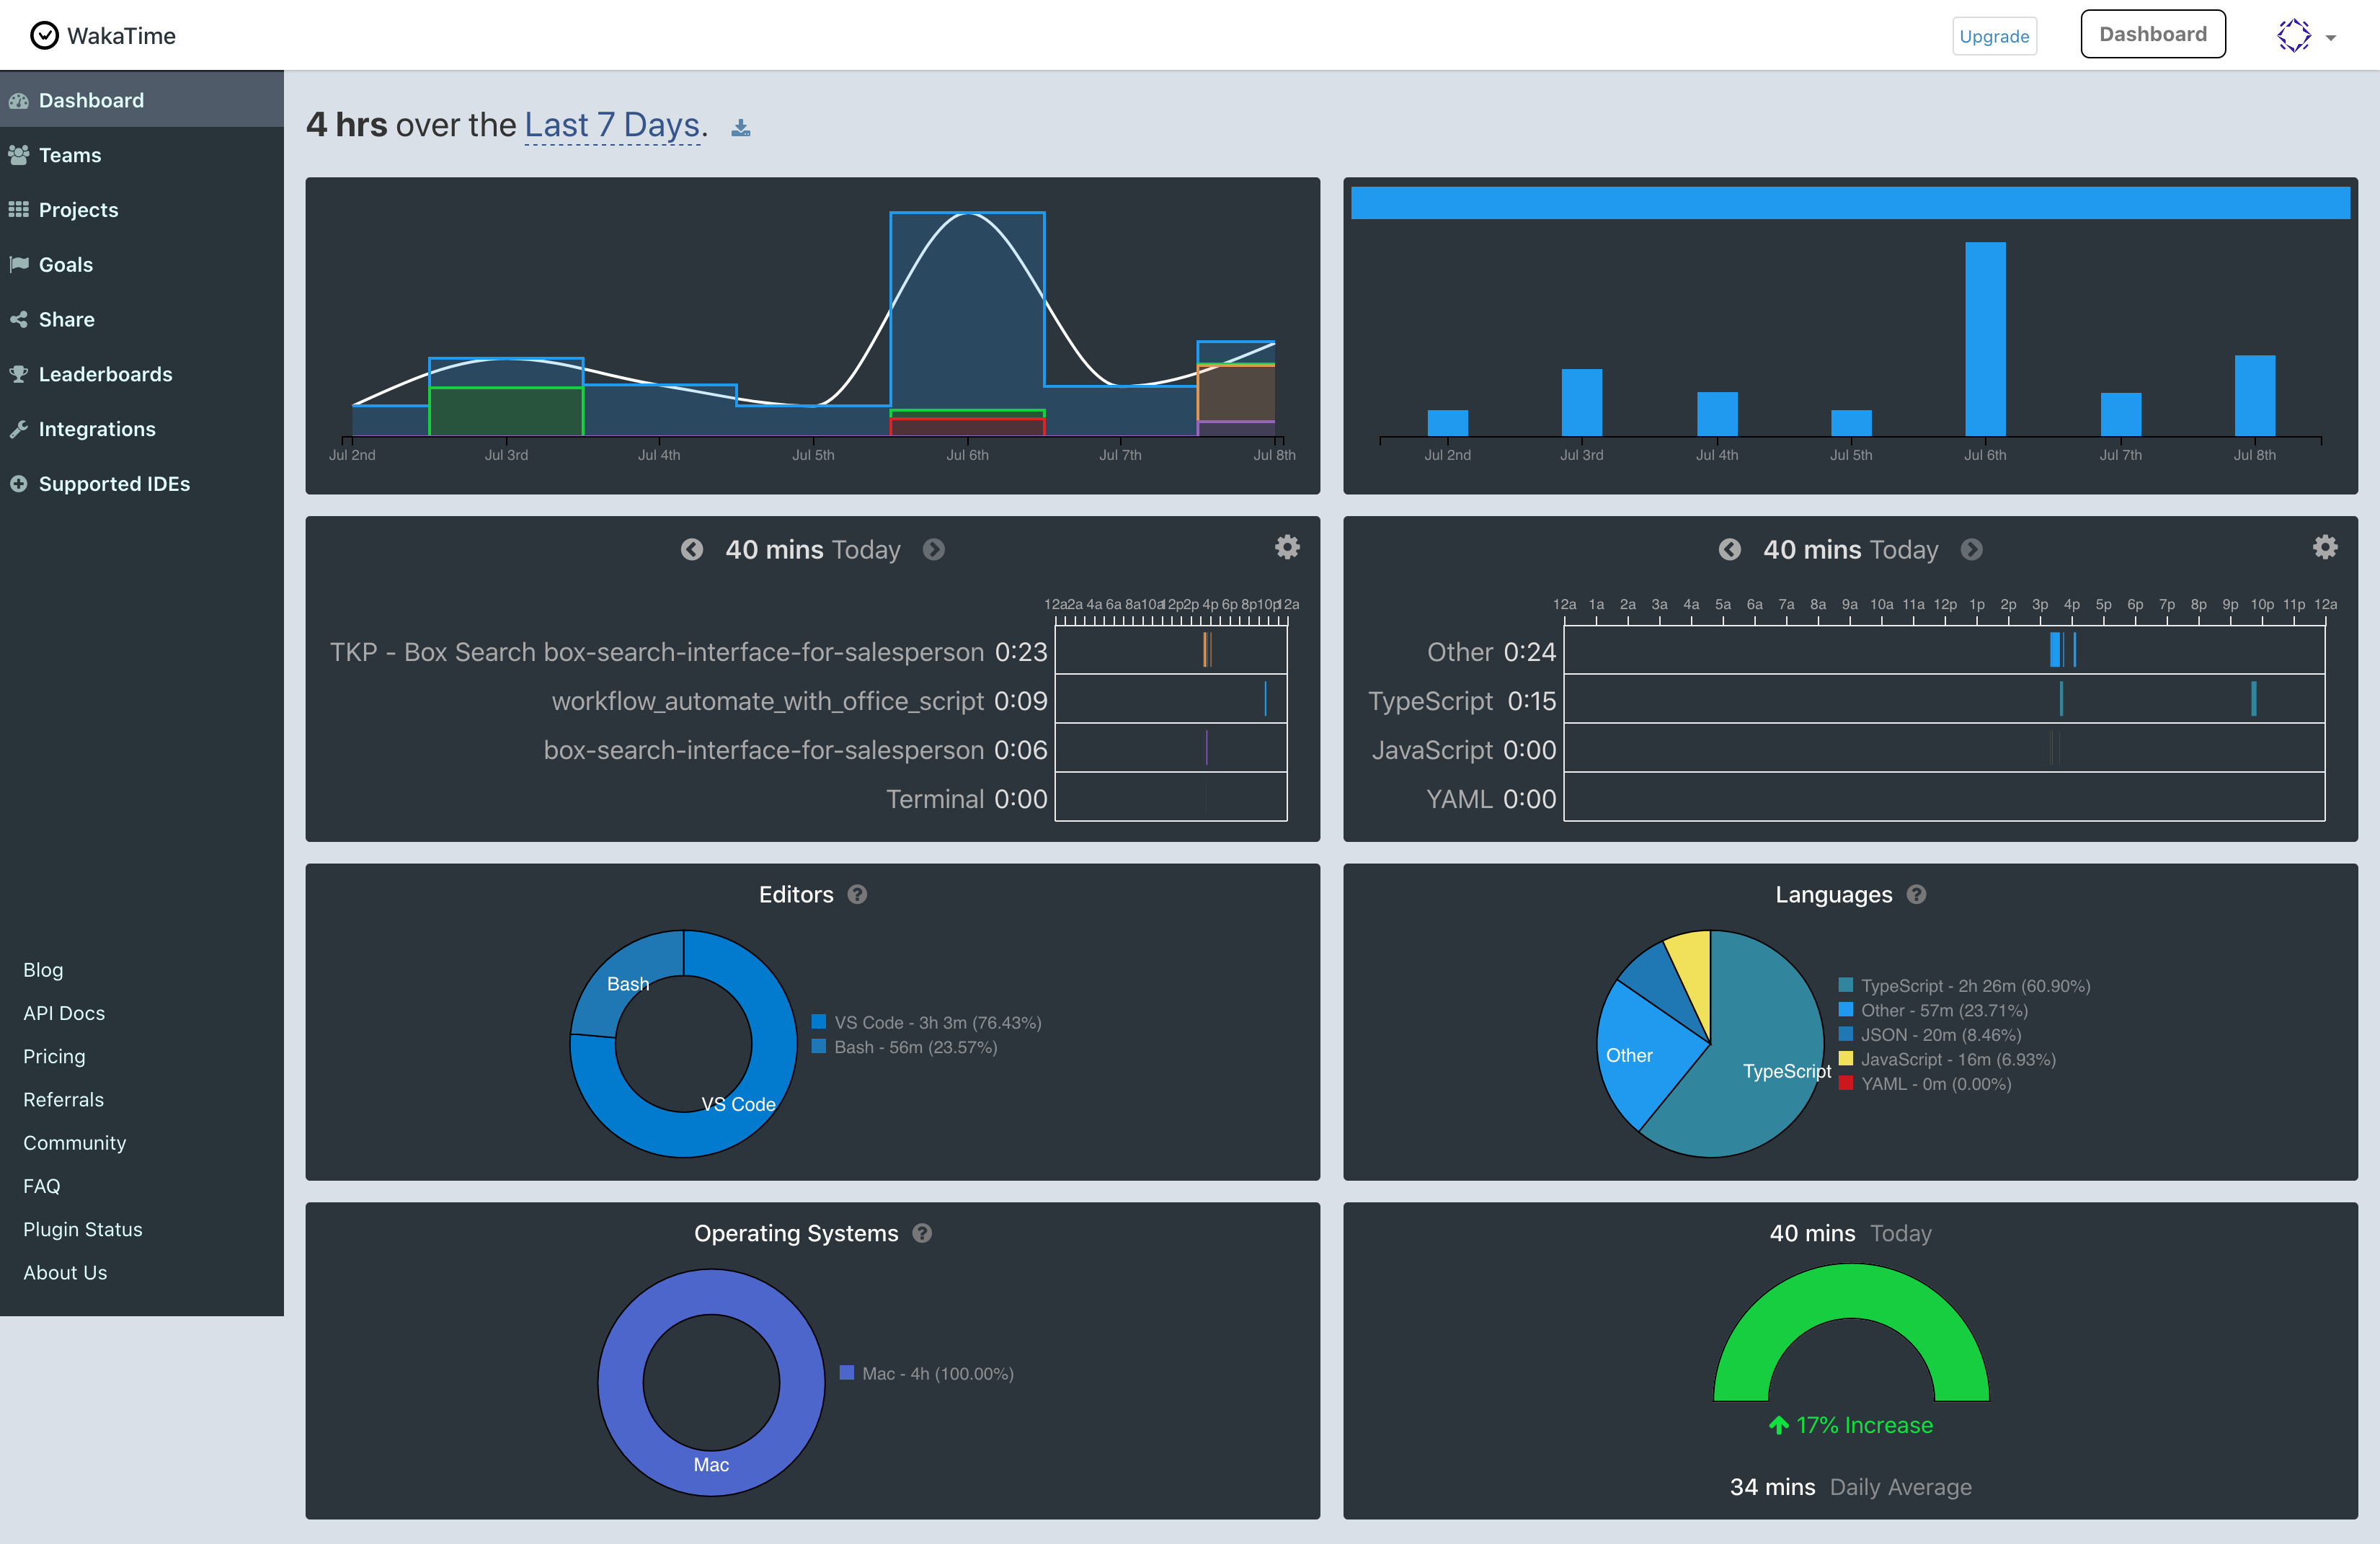 WakaTime
Upgrade
Dashboard
Dashboard
Teams
Projects
Goals
Share
Leaderboards
Integrations
Supported IDEs
Blog
API Docs
Pricing
Referrals
Community
FAQ
Plugin Status
About Us
4 hrs over the Last 7 Days.
Jul 2nd Jul 3rd Jul 4th Jul 5th Jul 6th Jul 7th Jul 8th
Jul 2nd Jul 3rd Jul 4th Jul 5th Jul 6th Jul 7th Jul 8th
40 mins Today
12a 2a 4a 6a 8a 10a 12p 2p 4p 6p 8p 10p 12a
TKP - Box Search box-search-interface-for-salesperson 0:23
workflow_automate_with_office_script 0:09
box-search-interface-for-salesperson 0:06
Terminal 0:00
40 mins Today
12a 1a 2a 3a 4a 5a 6a 7a 8a 9a 10a 11a 12p 1p 2p 3p 4p 5p 6p 7p 8p 9p 10p 11p 12a
Other 0:24
TypeScript 0:15
JavaScript 0:00
YAML 0:00
Editors ?
Bash
VS Code
VS Code - 3h 3m (76.43%)
Bash - 56m (23.57%)
Languages ?
Other
TypeScript
TypeScript - 2h 26m (60.90%)
Other - 57m (23.71%)
JSON - 20m (8.46%)
JavaScript - 16m (6.93%)
YAML - 0m (0.00%)
Operating Systems ?
Mac
Mac - 4h (100.00%)
40 mins Today
17% Increase
34 mins Daily Average